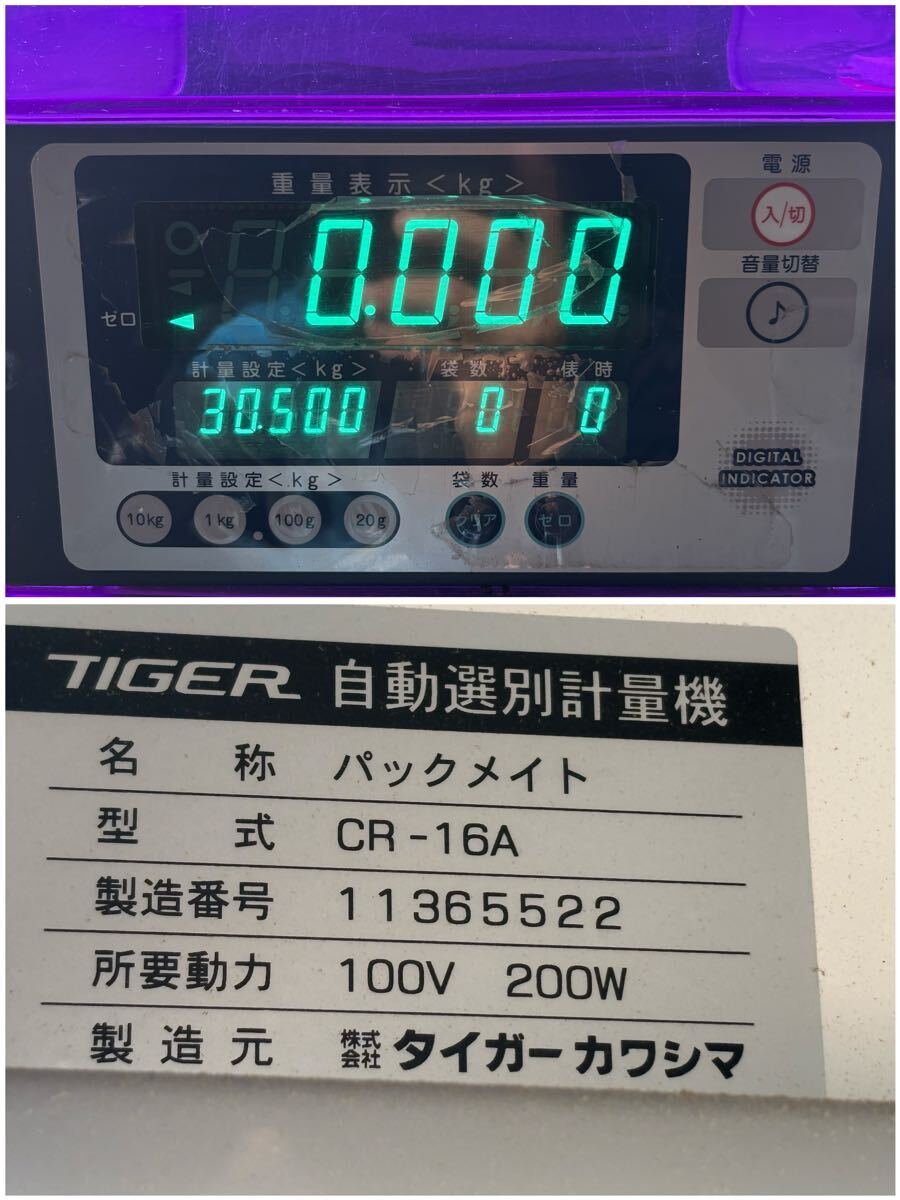 重量表示<kg>
電源
入/切
0.000
音量切替
ゼロ
計量設定<kg> 袋数 俵/時
30.500 0 0
DIGITAL
INDICATOR
計量設定<kg> 袋数 重量
10kg 1kg 100g 20g クリア ゼロ
TIGER 自動選別計量機
名称 パックメイト
型式 CR-16A
製造番号 11365522
所要動力 100V 200W
製造元 株式会社 タイガーカワシマ